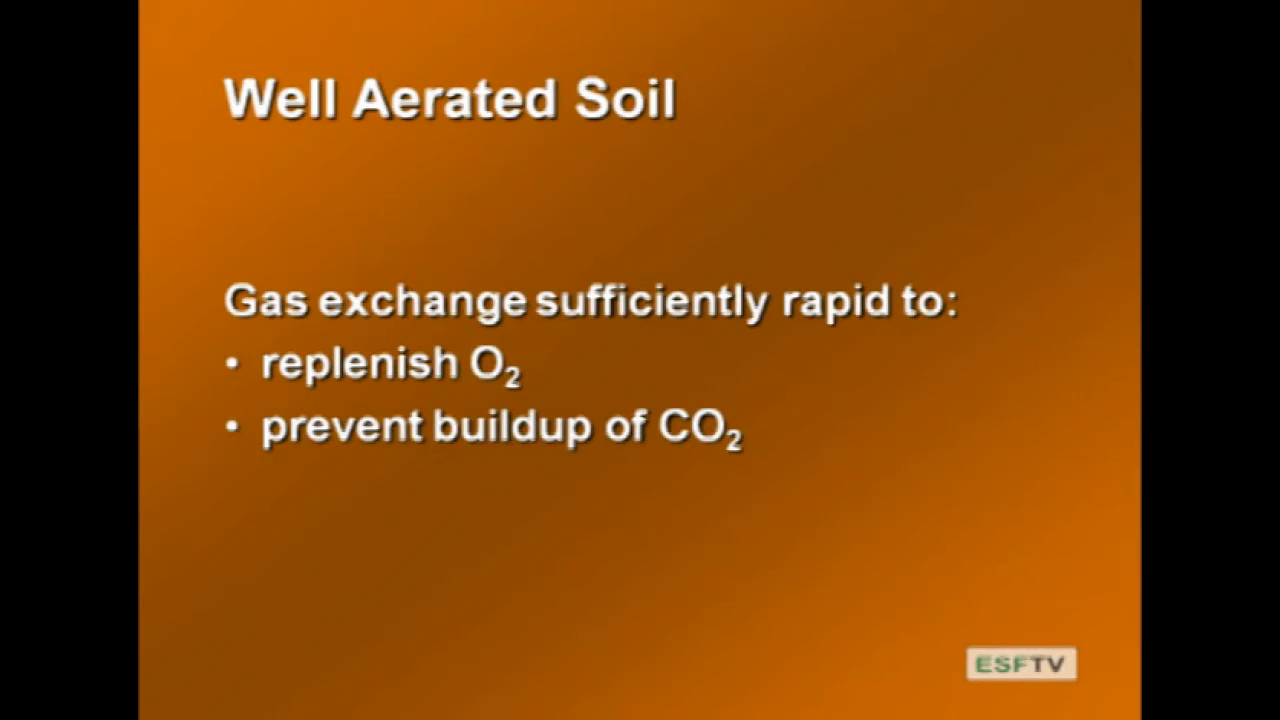 Well Aerated Soil
Gas exchange sufficiently rapid to:
• replenish O₂
• prevent buildup of CO₂
ESFTV